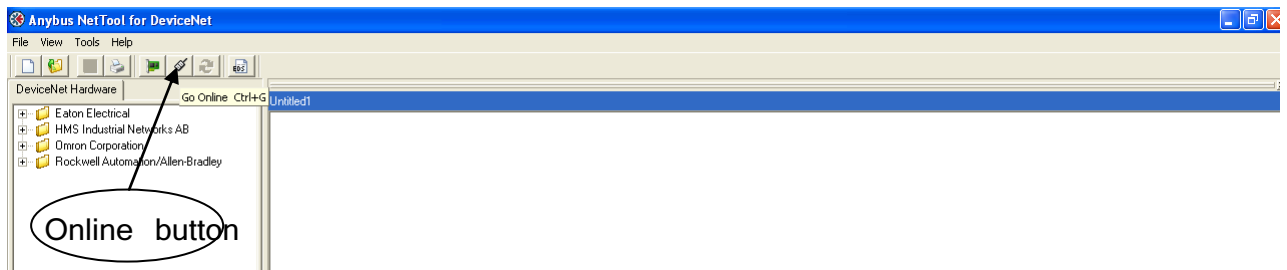 Anybus NetTool for DeviceNet
File View Tools Help
EDS
DeviceNet Hardware
Go Online Ctrl+G
Untitled1
Eaton Electrical
HMS Industrial Networks AB
Omron Corporation
Rockwell Automation/Allen-Bradley
Online button